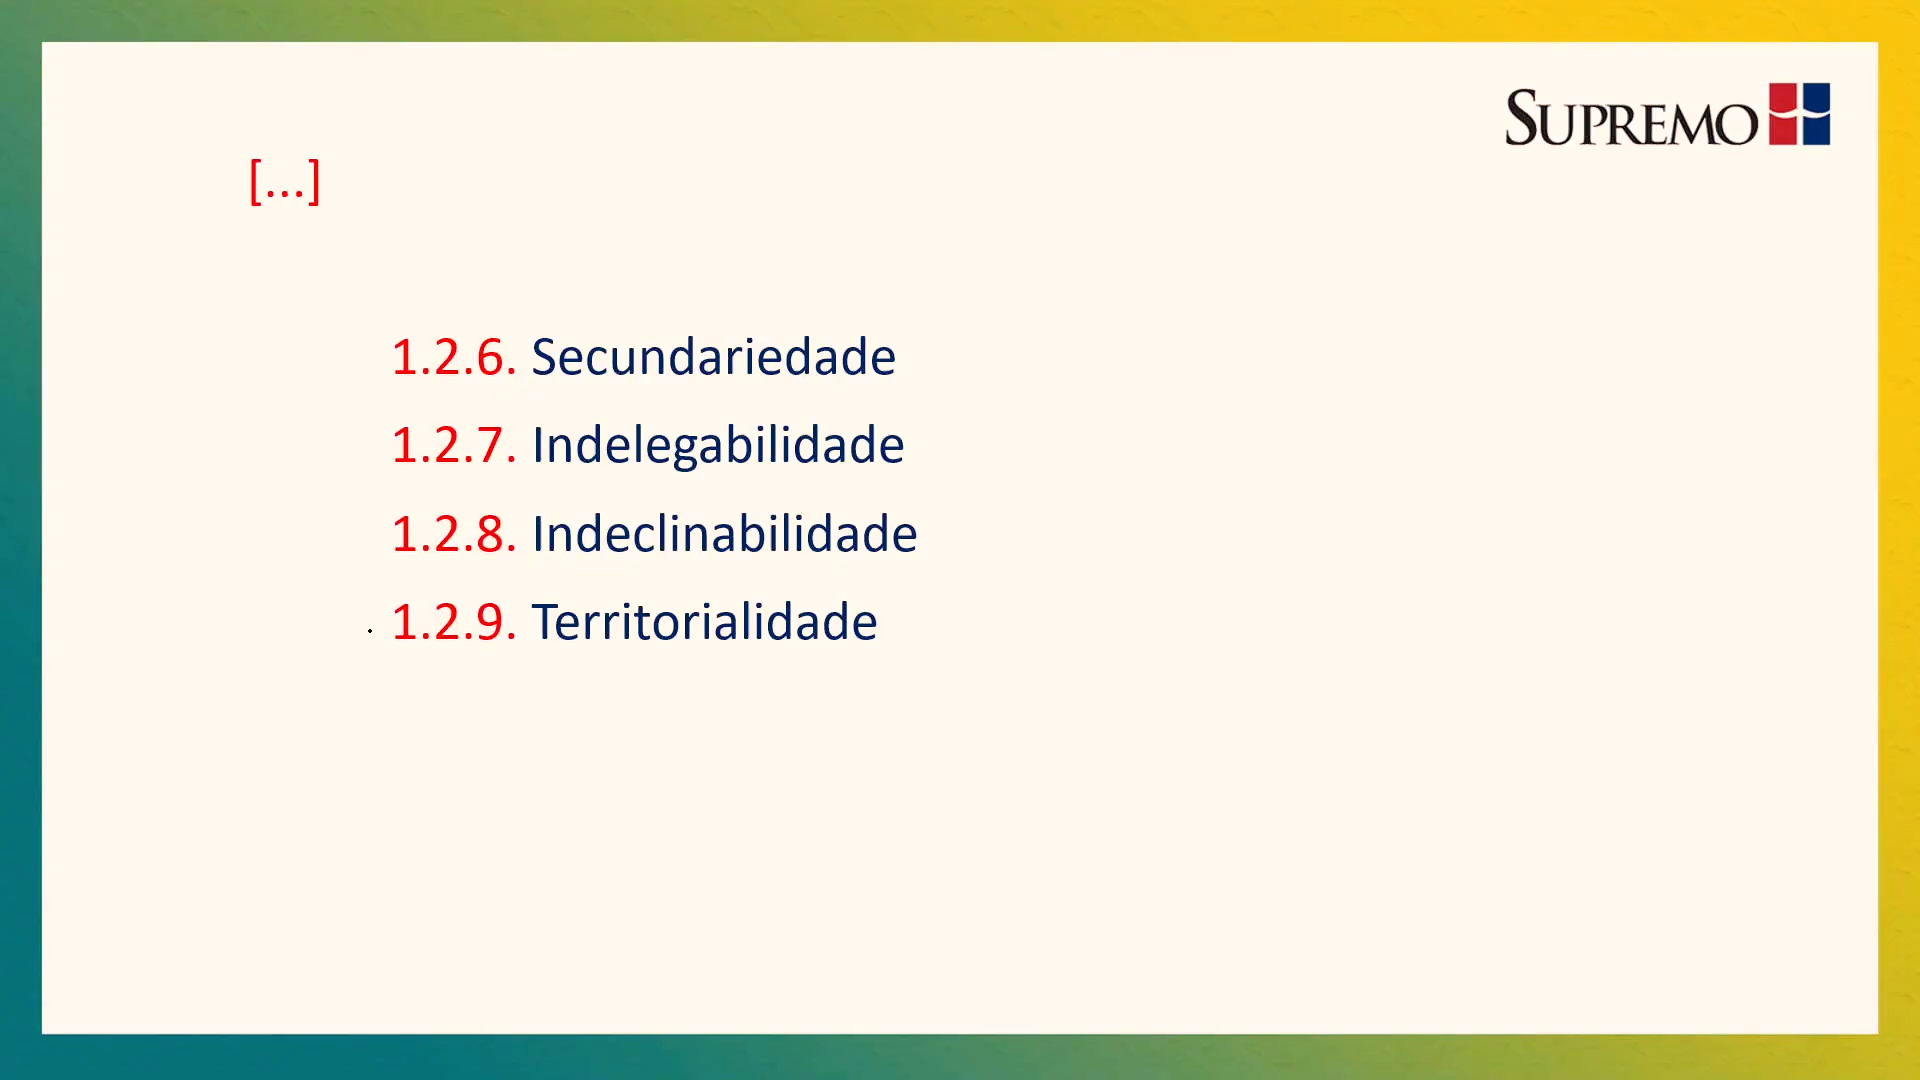 SUPREMO
[...]
1.2.6. Secundariedade
1.2.7. Indelegabilidade
1.2.8. Indeclinabilidade
1.2.9. Territorialidade